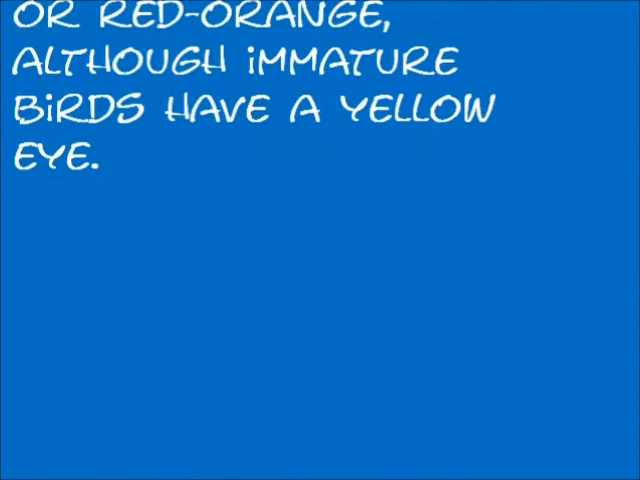 OR RED-ORANGE,
ALTHOUGH iMMATURE
BiRDS HAVE A YELLOW
EYE.